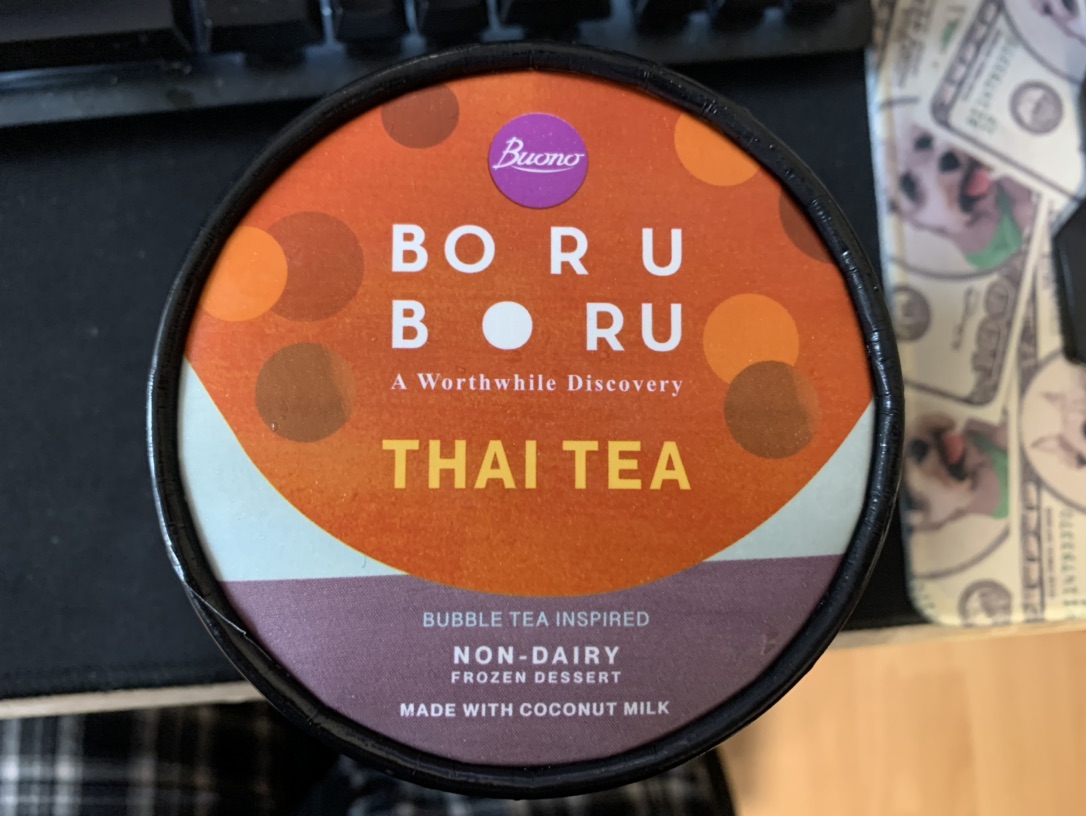 Buono
BO R U
B RU
A Worthwhile Discovery
THAI TEA
BUBBLE TEA INSPIRED
NON-DAIRY
FROZEN DESSERT
MADE WITH COCONUT MILK